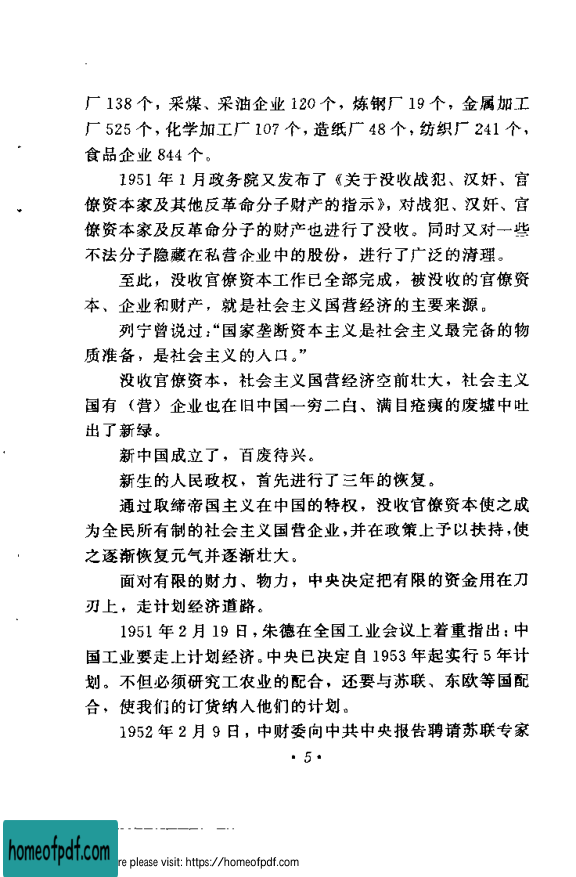 厂 138 个，采煤、采油企业 120 个，炼钢厂 19 个，金属加工
厂 525 个，化学加工厂 107 个，造纸厂 48 个，纺织厂 241 个，
食品企业 844 个。
1951 年 1 月政务院又发布了《关于没收战犯、汉奸、官
僚资本家及其他反革命分子财产的指示》，对战犯、汉奸、官
僚资本家及反革命分子的财产也进行了没收。同时又对一些
不法分子隐藏在私营企业中的股份，进行了广泛的清理。
至此，没收官僚资本工作已全部完成，被没收的官僚资
本、企业和财产，就是社会主义国营经济的主要来源。
列宁曾说过：“国家垄断资本主义是社会主义最完备的物
质准备，是社会主义的入口。”
没收官僚资本，社会主义国营经济空前壮大，社会主义
国有（营）企业也在旧中国一穷二白、满目疮痍的废墟中吐
出了新绿。
新中国成立了，百废待兴。
新生的人民政权，首先进行了三年的恢复。
通过取缔帝国主义在中国的特权，没收官僚资本使之成
为全民所有制的社会主义国营企业，并在政策上予以扶持，使
之逐渐恢复元气并逐渐壮大。
面对有限的财力、物力，中央决定把有限的资金用在刀
刃上，走计划经济道路。
1951 年 2 月 19 日，朱德在全国工业会议上着重指出：中
国工业要走上计划经济。中央已决定自 1953 年起实行 5 年计
划。不但必须研究工农业的配合，还要与苏联、东欧等国配
合，使我们的订货纳入他们的计划。
1952 年 2 月 9 日，中财委向中共中央报告聘请苏联专家
·5·
homeofpdf.com
re please visit: https://homeofpdf.com